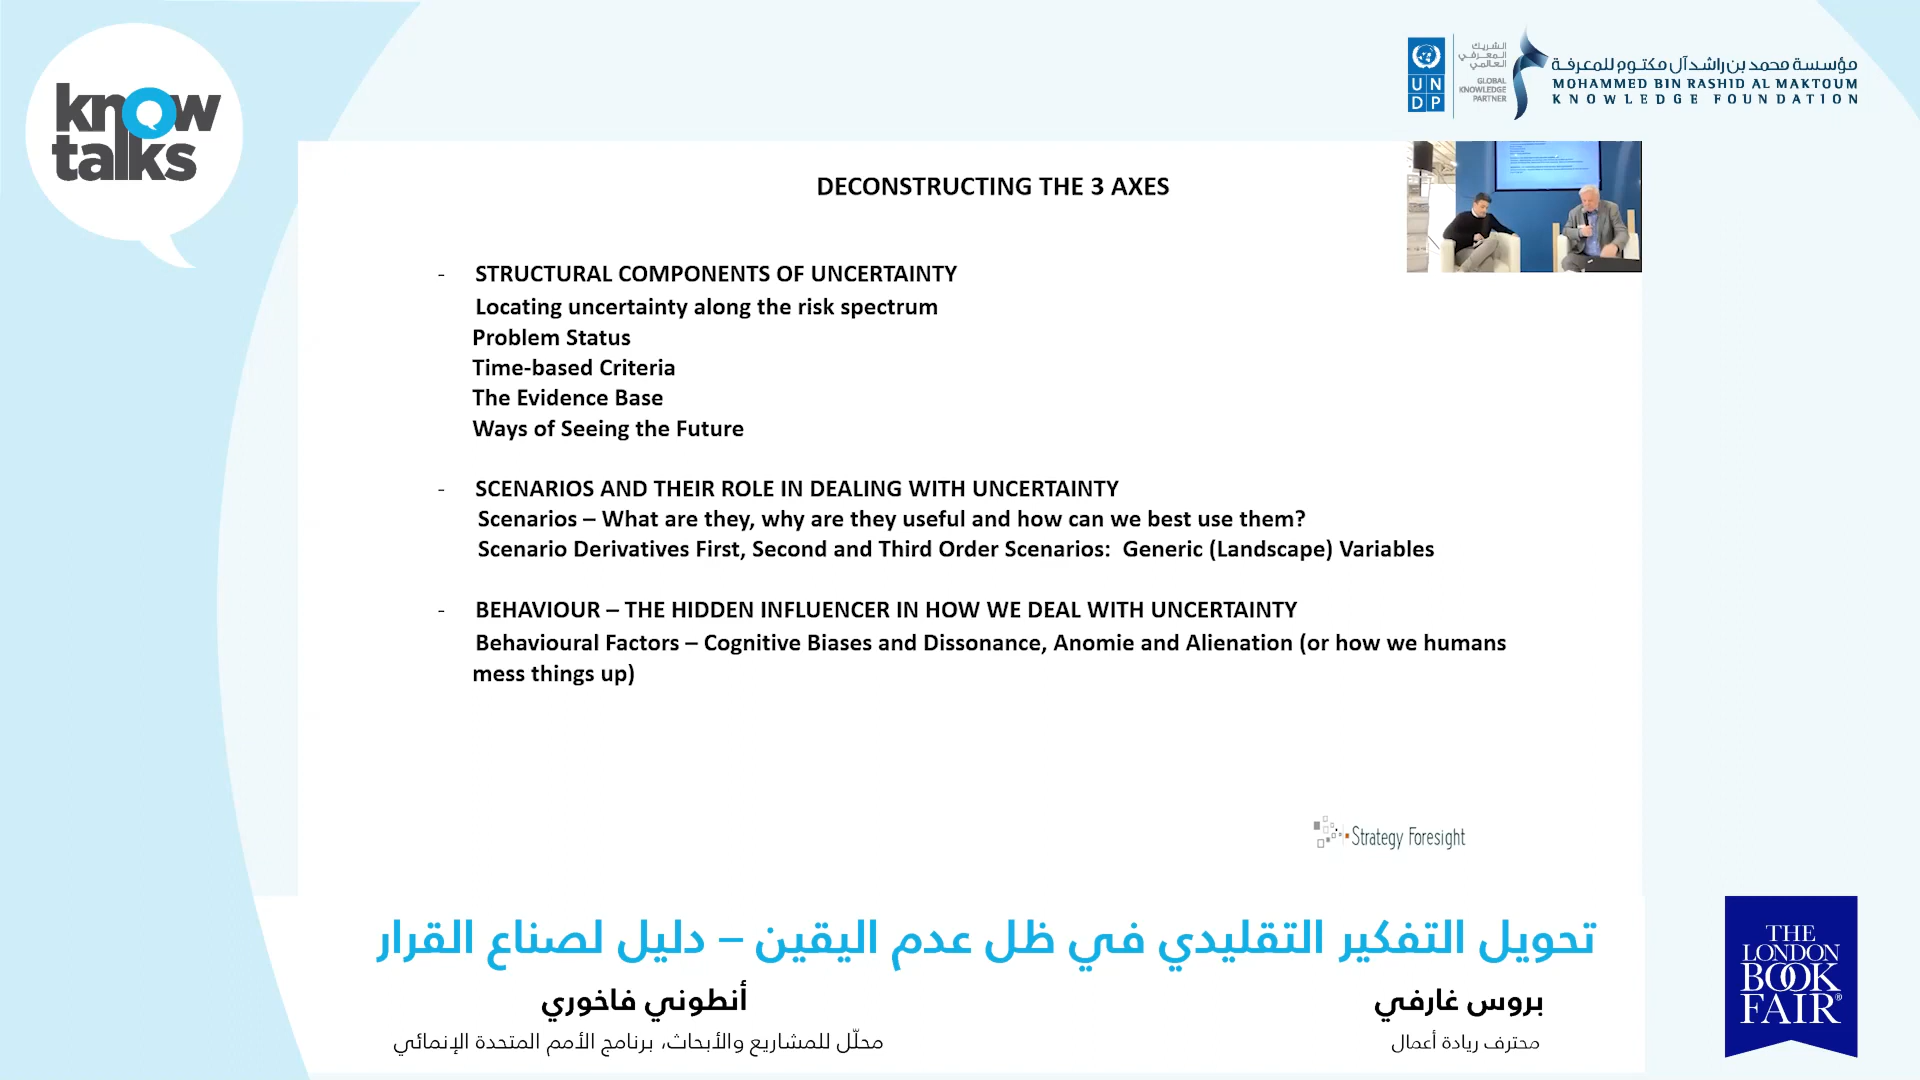 know
talks
U N
D P
الشريك
المعرفي
العالمي
GLOBAL
KNOWLEDGE
PARTNER
مؤسسة محمد بن راشد آل مكتوم للمعرفة
MOHAMMED BIN RASHID AL MAKTOUM
KNOWLEDGE FOUNDATION
DECONSTRUCTING THE 3 AXES
- STRUCTURAL COMPONENTS OF UNCERTAINTY
Locating uncertainty along the risk spectrum
Problem Status
Time-based Criteria
The Evidence Base
Ways of Seeing the Future
- SCENARIOS AND THEIR ROLE IN DEALING WITH UNCERTAINTY
Scenarios – What are they, why are they useful and how can we best use them?
Scenario Derivatives First, Second and Third Order Scenarios: Generic (Landscape) Variables
- BEHAVIOUR – THE HIDDEN INFLUENCER IN HOW WE DEAL WITH UNCERTAINTY
Behavioural Factors – Cognitive Biases and Dissonance, Anomie and Alienation (or how we humans
mess things up)
Strategy Foresight
تحويل التفكير التقليدي في ظل عدم اليقين – دليل لصناع القرار
بروس غارفي
محترف ريادة أعمال
أنطوني فاخوري
محلّل للمشاريع والأبحاث، برنامج الأمم المتحدة الإنمائي
THE
LONDON
BOOK
FAIR®